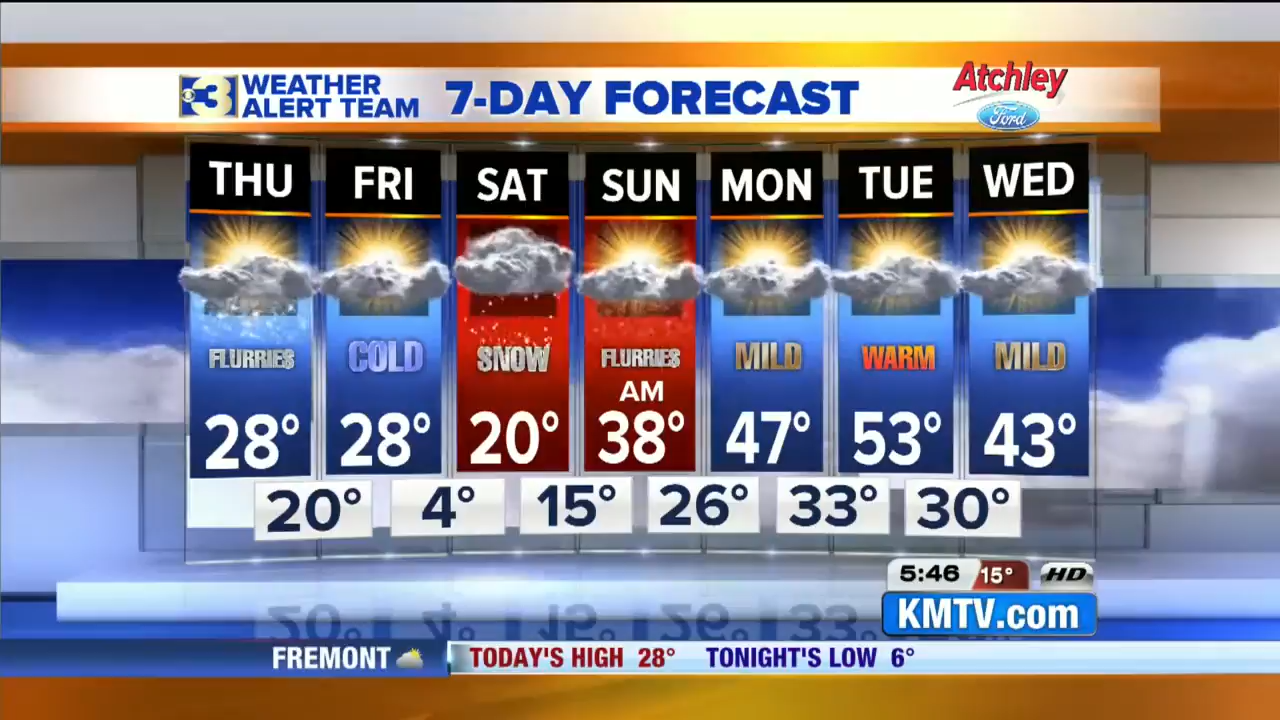 3 WEATHER ALERT TEAM
7-DAY FORECAST
Atchley
Ford
THU FRI SAT SUN MON TUE WED
FLURRIES COLD SNOW FLURRIES MILD WARM MILD
AM
28° 28° 20° 38° 47° 53° 43°
20° 4° 15° 26° 33° 30°
5:46 15° HD
KMTV.com
FREMONT TODAY'S HIGH 28° TONIGHT'S LOW 6°